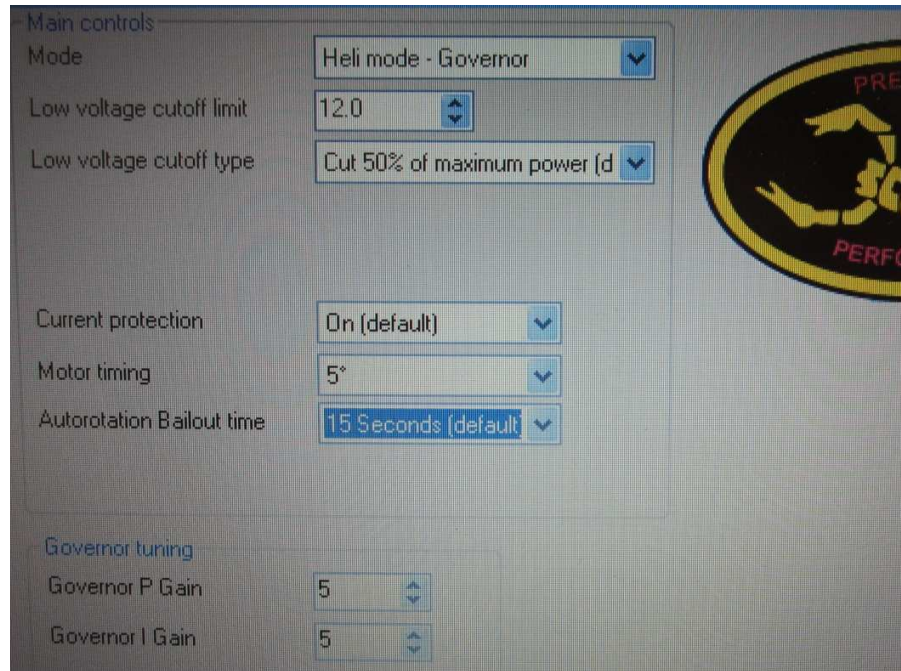 Main controls
Mode
Heli mode - Governor
Low voltage cutoff limit
12.0
Low voltage cutoff type
Cut 50% of maximum power (d
Current protection
On (default)
Motor timing
5°
Autorotation Bailout time
15 Seconds (default)
Governor tuning
Governor P Gain
5
Governor I Gain
5
PRE
SC
PERFO